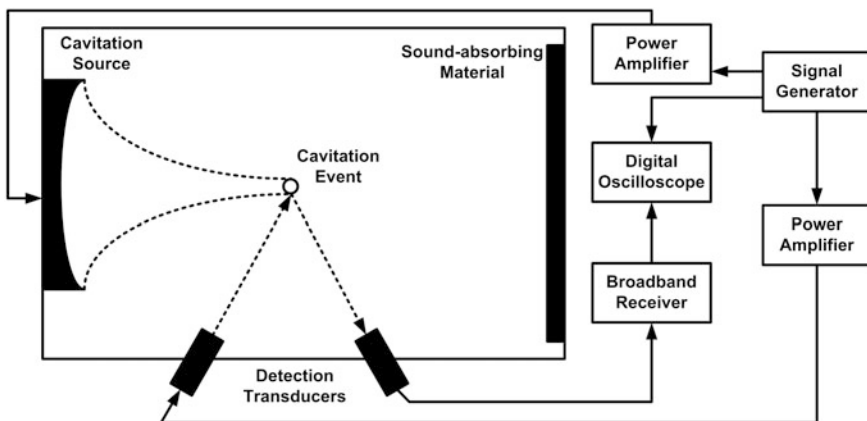 Cavitation
Source
Sound-absorbing
Material
Power
Amplifier
Signal
Generator
Cavitation
Event
Digital
Oscilloscope
Power
Amplifier
Broadband
Receiver
Detection
Transducers